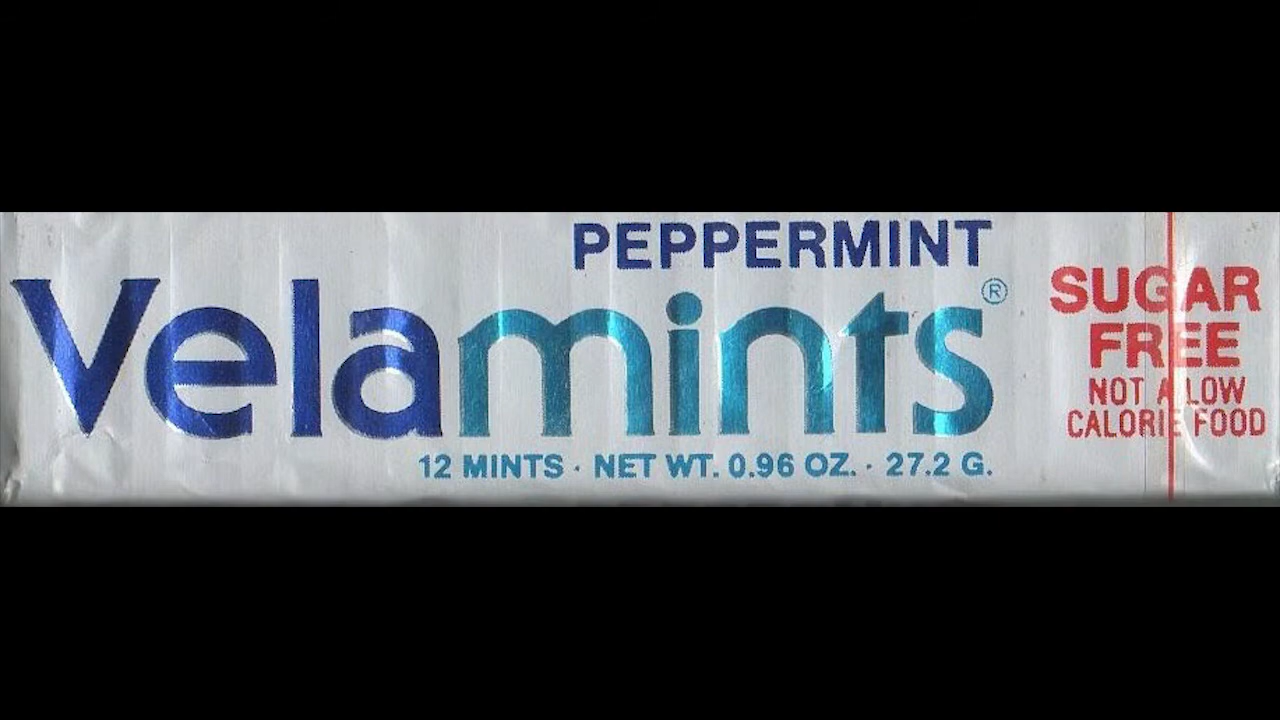 PEPPERMINT
Velamints®
12 MINTS · NET WT. 0.96 OZ. · 27.2 G.
SUGAR
FREE
NOT A LOW
CALORIE FOOD